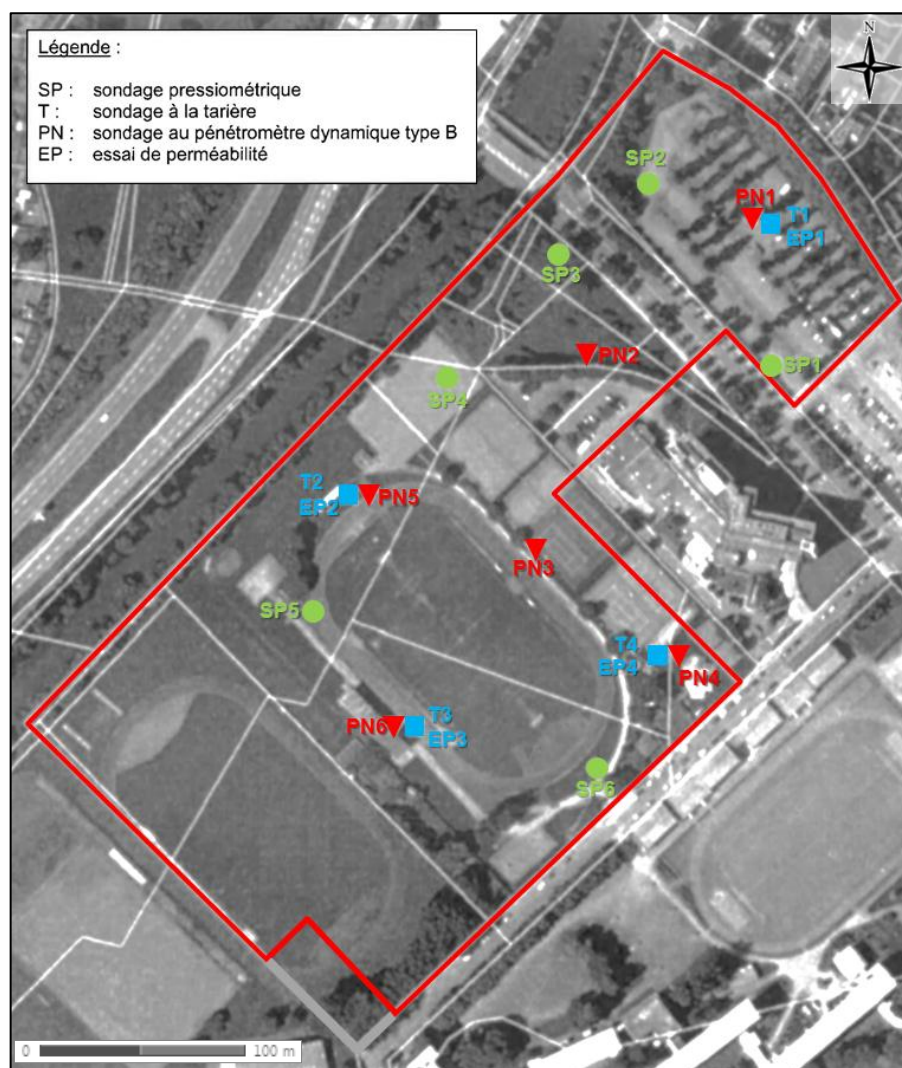 Légende :
SP : sondage pressiométrique
T : sondage à la tarière
PN : sondage au pénétromètre dynamique type B
EP : essai de perméabilité
N
SP2
PN1
T1
EP1
SP3
PN2
SP1
SP4
T2
EP2
PN5
PN3
SP5
T4
EP4
PN4
PN6
T3
EP3
SP6
0 100 m